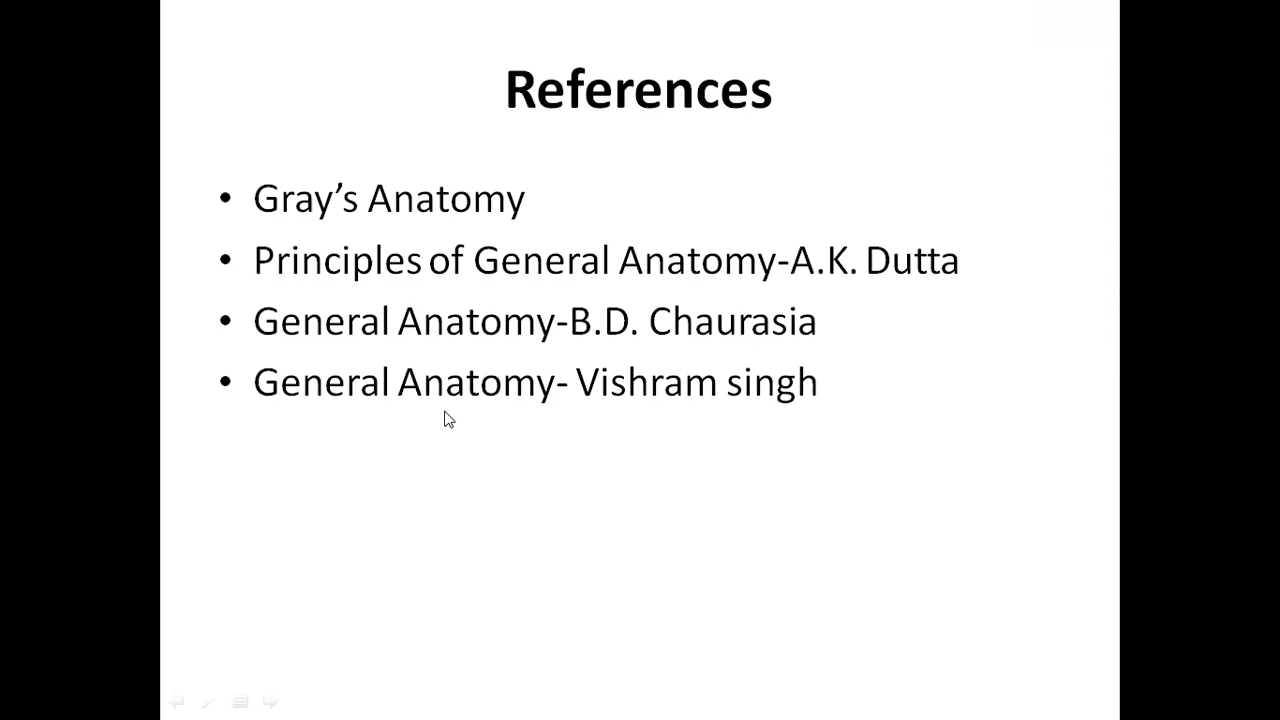 References
• Gray’s Anatomy
• Principles of General Anatomy-A.K. Dutta
• General Anatomy-B.D. Chaurasia
• General Anatomy- Vishram singh